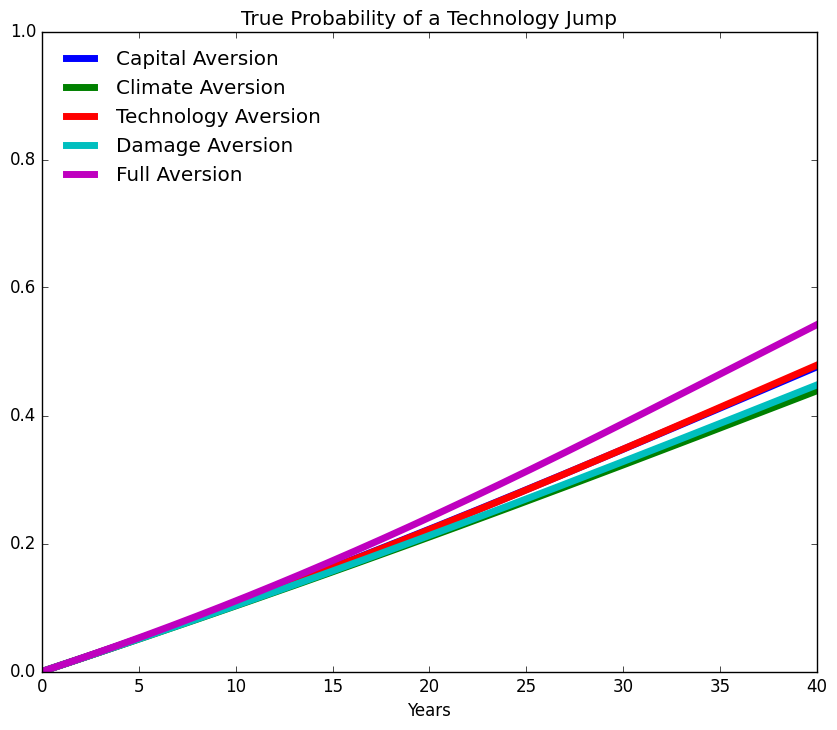 True Probability of a Technology Jump
1.0
Capital Aversion
Climate Aversion
Technology Aversion
Damage Aversion
Full Aversion
0.8
0.6
0.4
0.2
0.0
0 5 10 15 20 25 30 35 40
Years